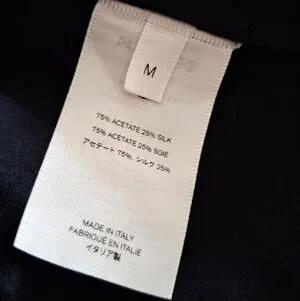 M
75% ACETATE 25% SILK
75% ACETATE 25% SOIE
アセテート 75%, シルク 25%
MADE IN ITALY
FABRIQUÉ EN ITALIE
イタリア製